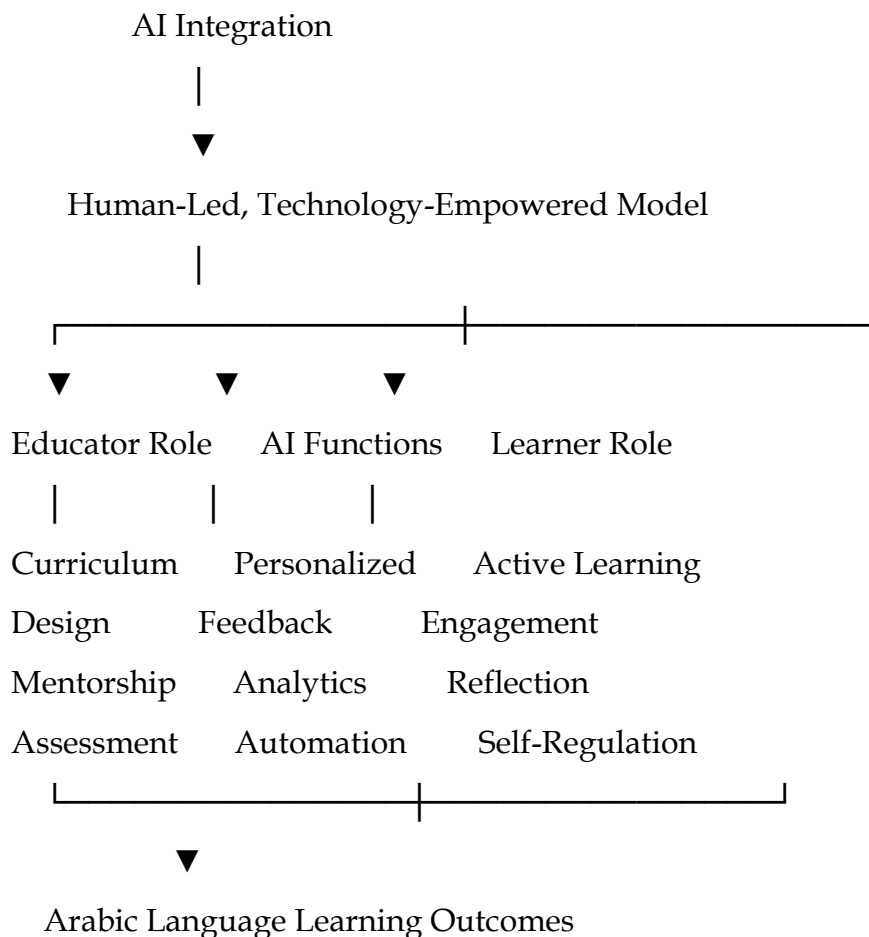 AI Integration
Human-Led, Technology-Empowered Model
Educator Role AI Functions Learner Role
Curriculum Personalized Active Learning
Design Feedback Engagement
Mentorship Analytics Reflection
Assessment Automation Self-Regulation
Arabic Language Learning Outcomes